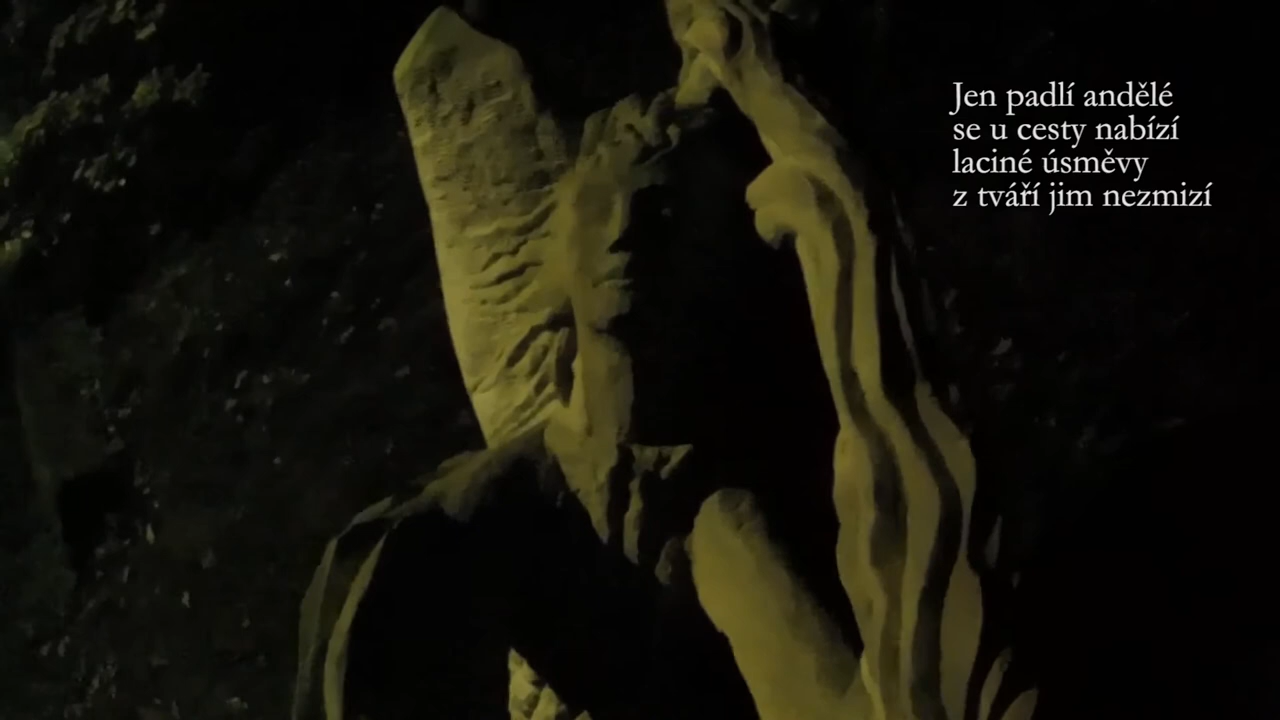 Jen padlí andělé
se u cesty nabízí
laciné úsměvy
z tváří jim nezmizí